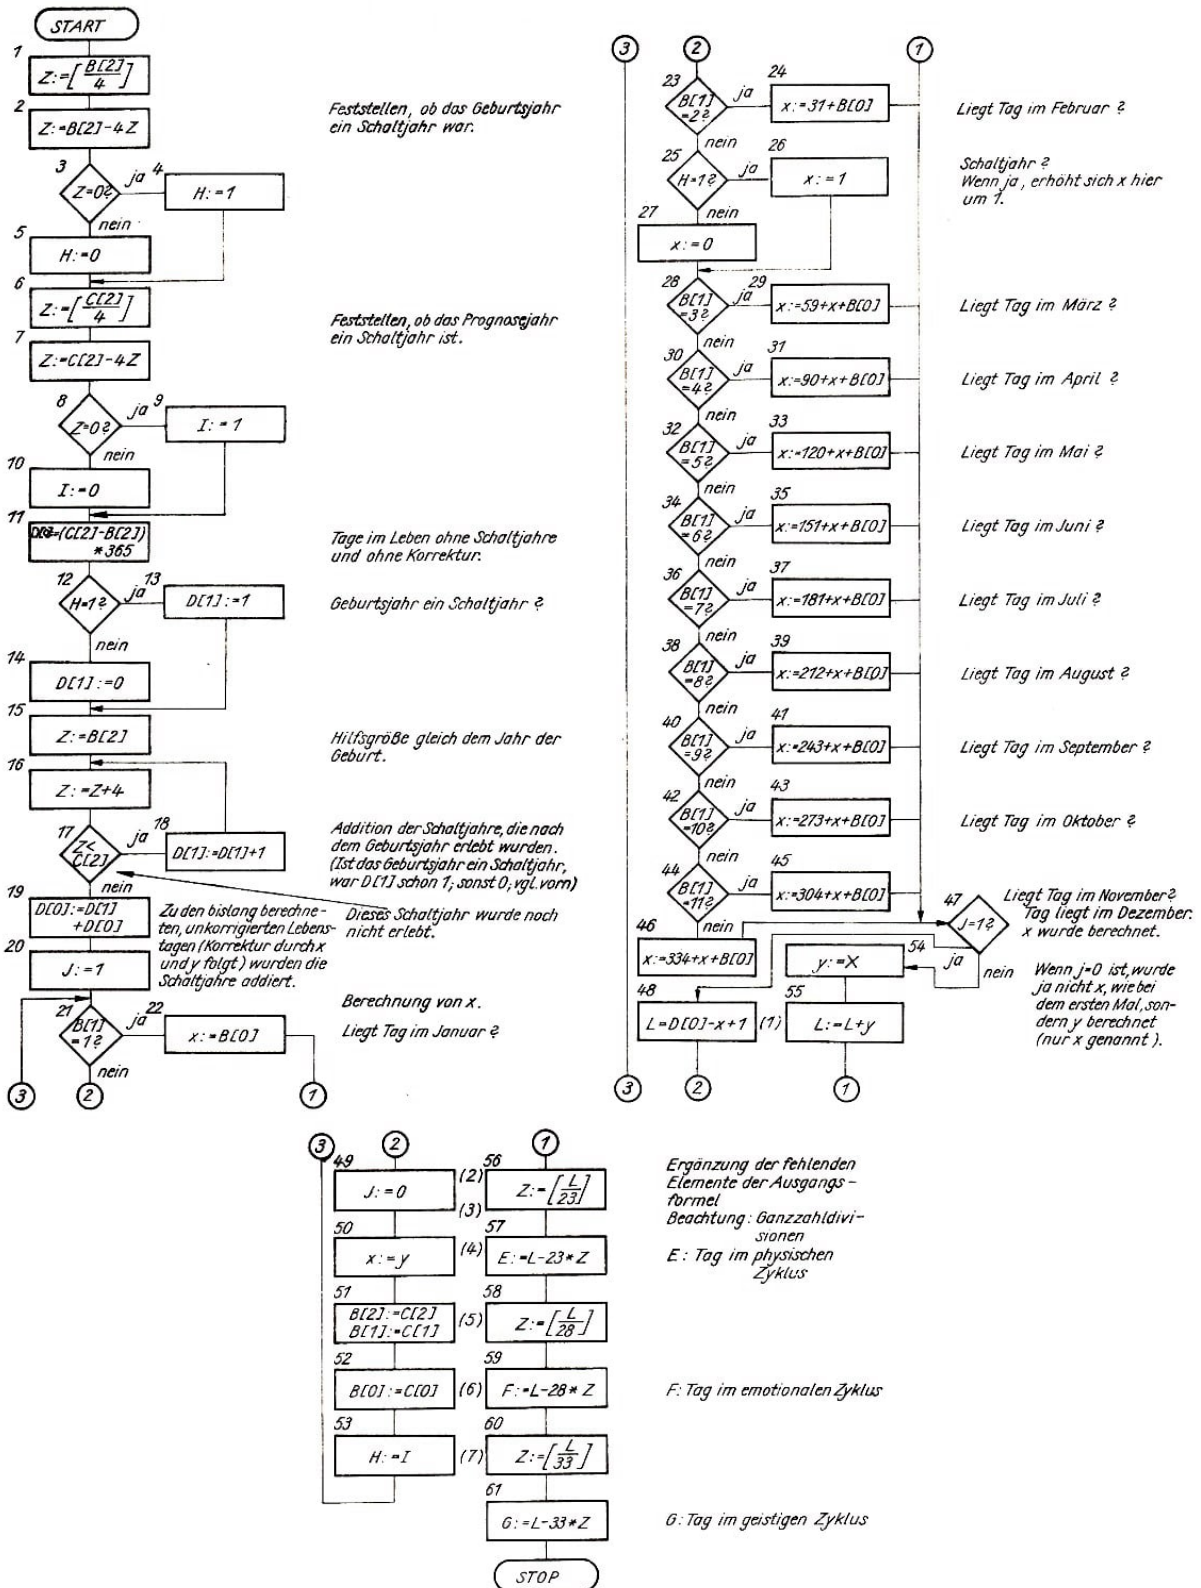 START
1
Z:=[B[2]/4]
2
Z:=B[2]-4Z
Feststellen, ob das Geburtsjahr
ein Schaltjahr war.
3
Z=0?
ja
4
H:=1
nein
5
H:=0
6
Z:=[C[2]/4]
Feststellen, ob das Prognosejahr
ein Schaltjahr ist.
7
Z:=C[2]-4Z
8
Z=0?
ja
9
I:=1
nein
10
I:=0
11
=(C[2]-B[2])
*365
Tage im Leben ohne Schaltjahre
und ohne Korrektur.
12
H=1?
ja
13
D[1]:=1
Geburtsjahr ein Schaltjahr?
nein
14
D[1]:=0
15
Z:=B[2]
Hilfsgröße gleich dem Jahr der
Geburt.
16
Z:=Z+4
17
Z<
C[2]
ja
18
D[1]:=D[1]+1
Addition der Schaltjahre, die nach
dem Geburtsjahr erlebt wurden.
(Ist das Geburtsjahr ein Schaltjahr,
war D[1] schon 1; sonst 0; vgl. vorn)
nein
19
D[0]:=D[1]
+D[0]
Zu den bislang berechne-
ten, unkorrigierten Lebens-
tagen (Korrektur durch x
und y folgt) wurden die
Schaltjahre addiert.
Dieses Schaltjahr wurde noch
nicht erlebt.
20
J:=1
Berechnung von x.
21
B[1]
=1?
ja
22
x:=B[0]
Liegt Tag im Januar?
nein
3
2
1
3
2
1
23
B[1]
=2?
ja
24
x:=31+B[0]
Liegt Tag im Februar?
nein
25
H=1?
ja
26
x:=1
Schaltjahr?
Wenn ja, erhöht sich x hier
um 1.
nein
27
x:=0
28
B[1]
=3?
ja
29
x:=59+x+B[0]
Liegt Tag im März?
nein
30
B[1]
=4?
ja
31
x:=90+x+B[0]
Liegt Tag im April?
nein
32
B[1]
=5?
ja
33
x:=120+x+B[0]
Liegt Tag im Mai?
nein
34
B[1]
=6?
ja
35
x:=151+x+B[0]
Liegt Tag im Juni?
nein
36
B[1]
=7?
ja
37
x:=181+x+B[0]
Liegt Tag im Juli?
nein
38
B[1]
=8?
ja
39
x:=212+x+B[0]
Liegt Tag im August?
nein
40
B[1]
=9?
ja
41
x:=243+x+B[0]
Liegt Tag im September?
nein
42
B[1]
=10?
ja
43
x:=273+x+B[0]
Liegt Tag im Oktober?
nein
44
B[1]
=11?
ja
45
x:=304+x+B[0]
Liegt Tag im November?
Tag liegt im Dezember.
x wurde berechnet.
nein
46
x:=334+x+B[0]
47
J=1?
ja
nein
54
y:=X
Wenn j=0 ist, wurde
ja nicht x, wie bei
dem ersten Mal, son-
dern y berechnet
(nur x genannt).
48
L=D[0]-x+1
(1)
55
L:=L+y
3
2
1
3
2
1
49
J:=0
(2)
(3)
56
Z:=[L/23]
Ergänzung der fehlenden
Elemente der Ausgangs-
formel
Beachtung: Ganzzahldivi-
sionen
50
x:=y
(4)
57
E:=L-23*Z
E: Tag im physischen
Zyklus
51
B[2]:=C[2]
B[1]:=C[1]
(5)
58
Z:=[L/28]
52
B[0]:=C[0]
(6)
59
F:=L-28*Z
F: Tag im emotionalen Zyklus
53
H:=I
(7)
60
Z:=[L/33]
61
G:=L-33*Z
G: Tag im geistigen Zyklus
STOP